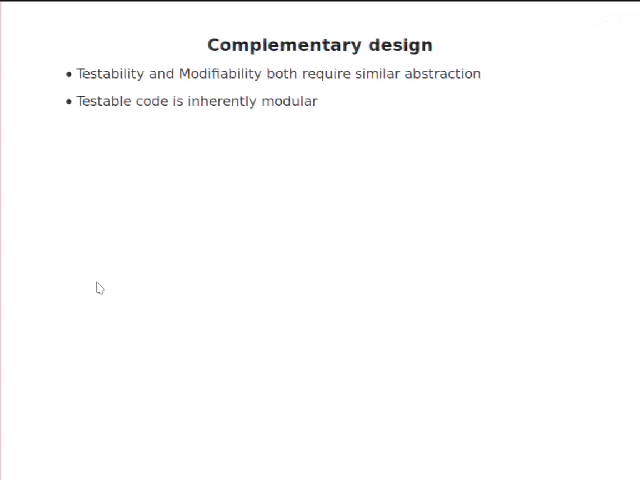 Complementary design
• Testability and Modifiability both require similar abstraction
• Testable code is inherently modular